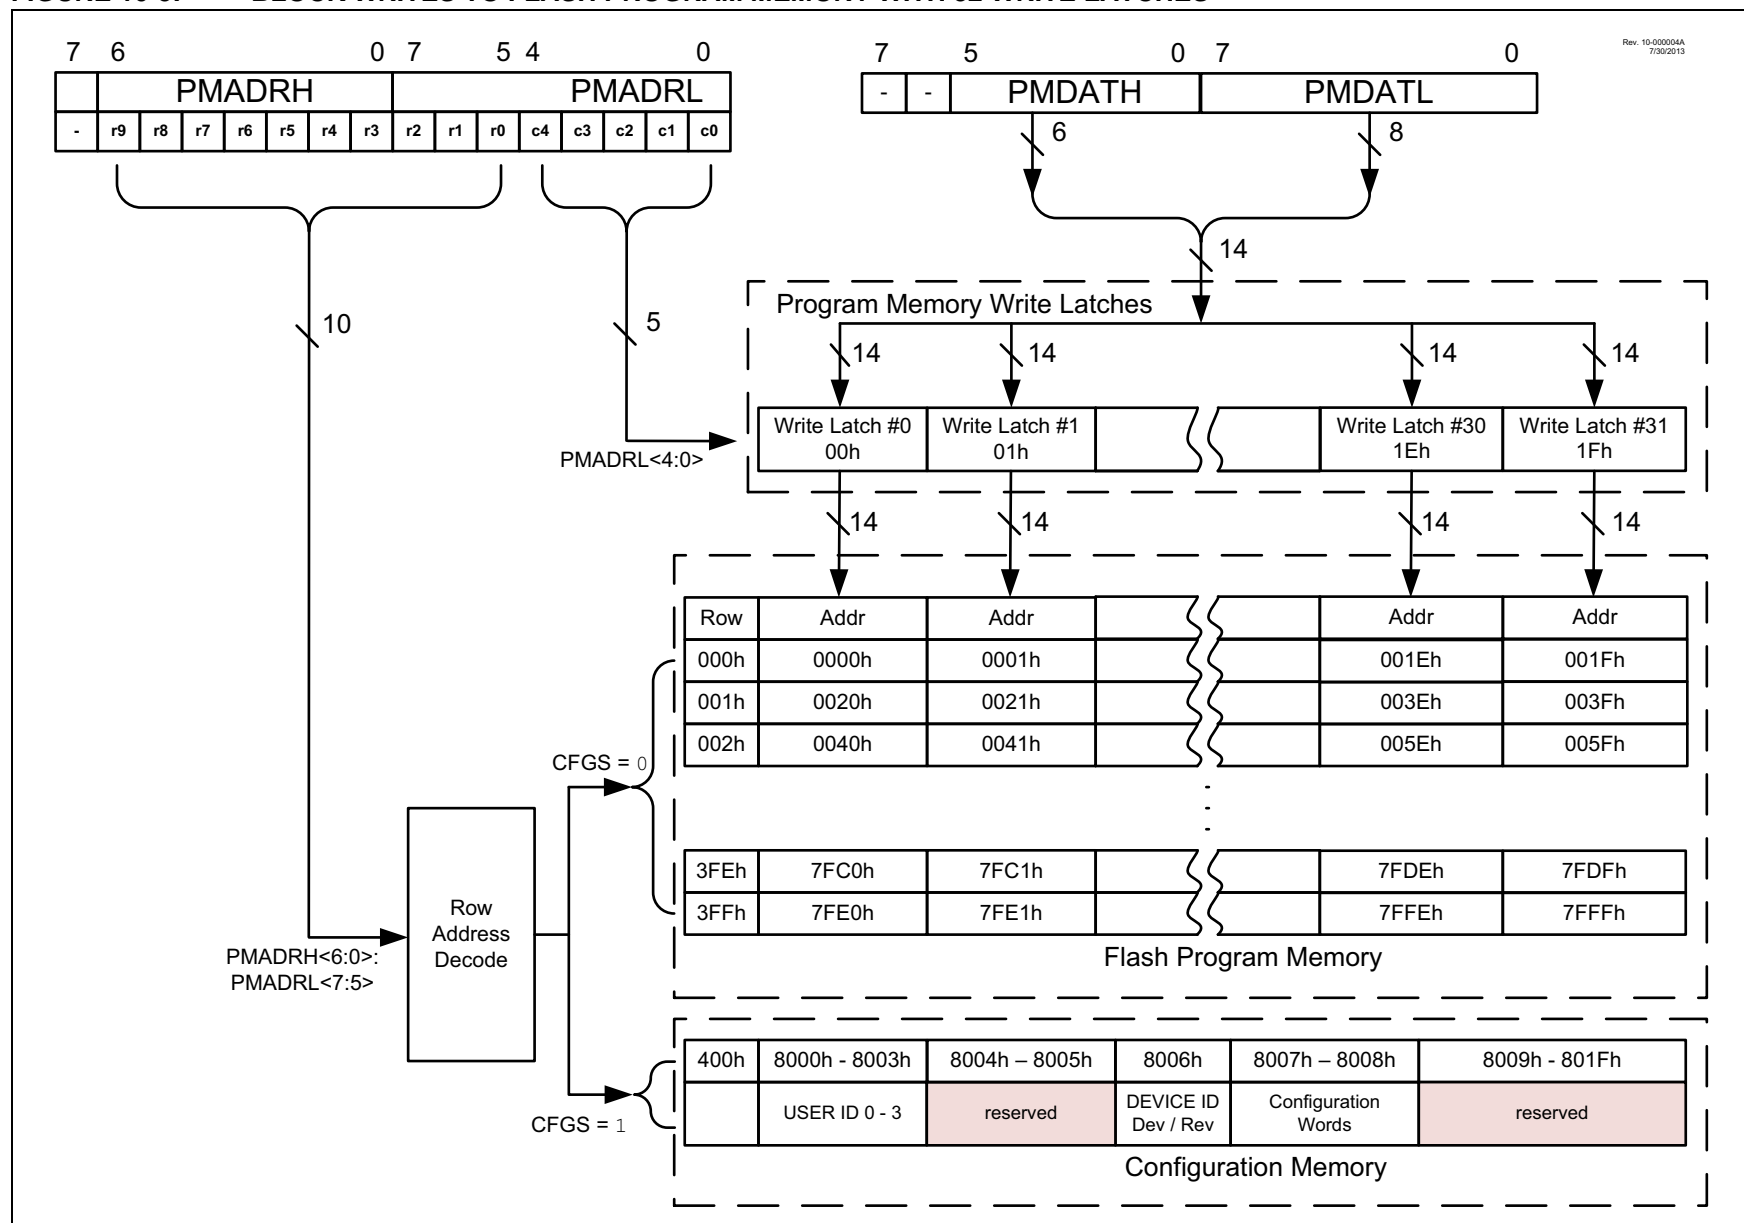 7 6 0 7 5 4 0
7 5 0 7 0
Rev. 10-000004A
7/30/2013
PMADRH PMADRL
- r9 r8 r7 r6 r5 r4 r3 r2 r1 r0 c4 c3 c2 c1 c0
- - PMDATH PMDATL
6 8
14
10
5
Program Memory Write Latches
14 14 14 14
Write Latch #0 Write Latch #1 Write Latch #30 Write Latch #31
00h 01h 1Eh 1Fh
PMADRL<4:0>
14 14 14 14
Row Addr Addr Addr Addr
000h 0000h 0001h 001Eh 001Fh
001h 0020h 0021h 003Eh 003Fh
002h 0040h 0041h 005Eh 005Fh
CFGS = 0
3FEh 7FC0h 7FC1h 7FDEh 7FDFh
3FFh 7FE0h 7FE1h 7FFEh 7FFFh
Flash Program Memory
Row
Address
Decode
PMADRH<6:0>:
PMADRL<7:5>
400h 8000h - 8003h 8004h – 8005h 8006h 8007h – 8008h 8009h - 801Fh
USER ID 0 - 3 reserved DEVICE ID Configuration reserved
Dev / Rev Words
CFGS = 1
Configuration Memory